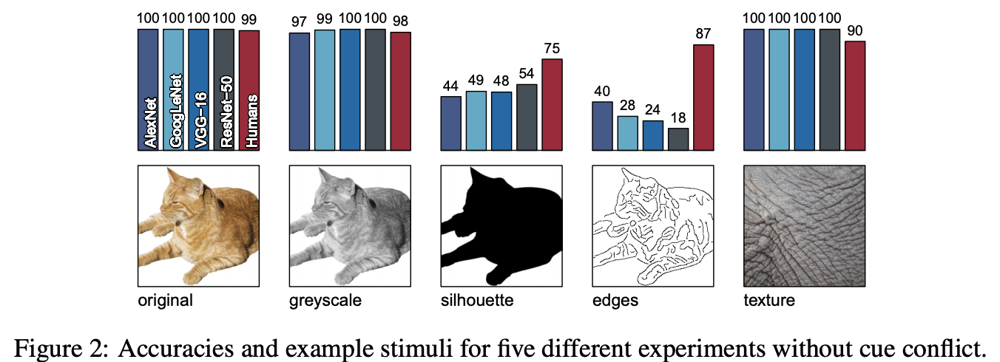 100 100 100 100 99
97 99 100 100 98
44 49 48 54 75
40 28 24 18 87
100 100 100 100 90
AlexNet
GoogLeNet
VGG-16
ResNet-50
Humans
original
greyscale
silhouette
edges
texture
Figure 2: Accuracies and example stimuli for five different experiments without cue conflict.